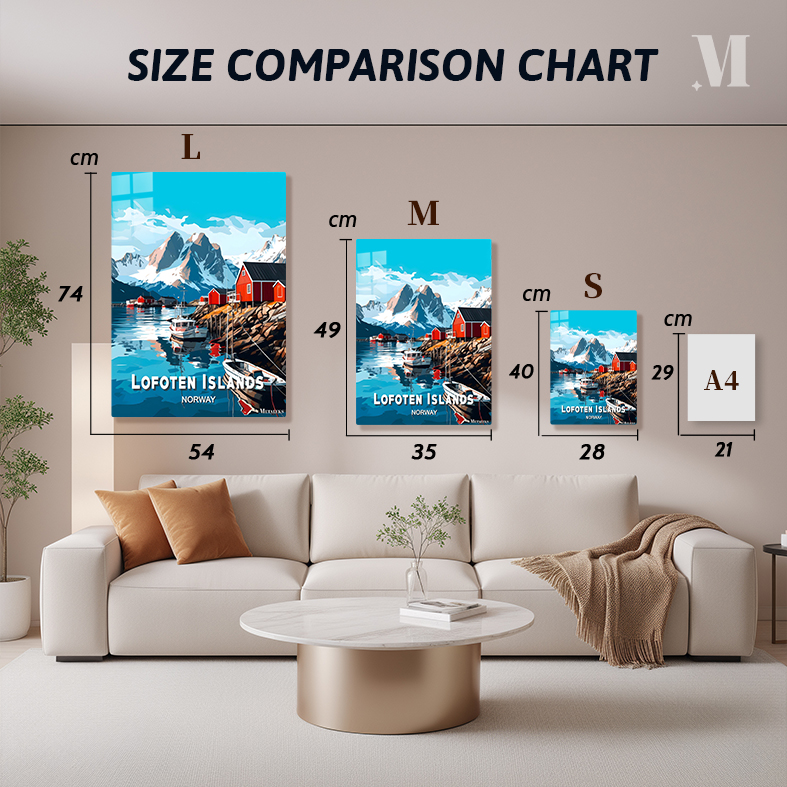 SIZE COMPARISON CHART
M
L
cm
74
54
LOFOTEN ISLANDS
NORWAY
M
cm
49
35
LOFOTEN ISLANDS
NORWAY
S
cm
40
28
LOFOTEN ISLANDS
NORWAY
cm
29
A4
21